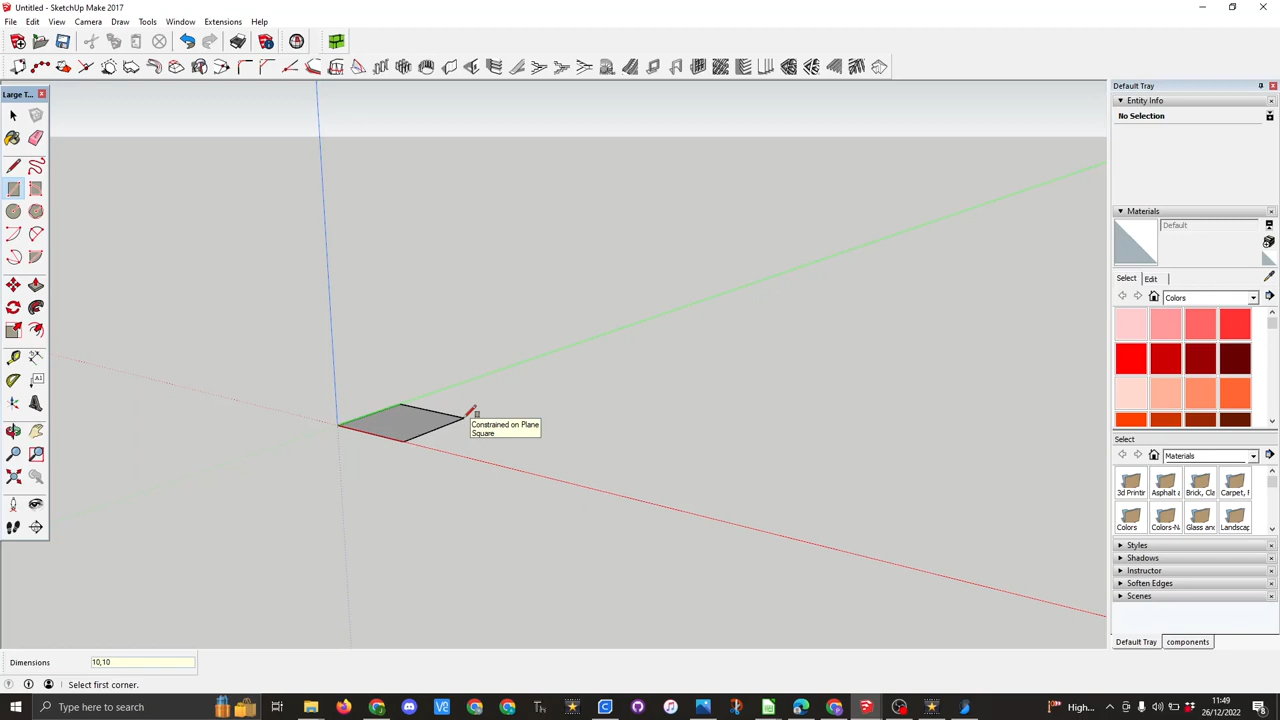 Untitled - SketchUp Make 2017
File Edit View Camera Draw Tools Window Extensions Help
Large T...
Default Tray
Entity Info
No Selection
Materials
Default
Select Edit
Colors
Constrained on Plane
Square
Select
Materials
3d Printir Asphalt a Brick, Cla Carpet, F
Colors Colors-N Glass and Landscap
Styles
Shadows
Instructor
Soften Edges
Scenes
Default Tray components
Dimensions 10,10
Select first corner.
Type here to search
High...
11:49
26/12/2022